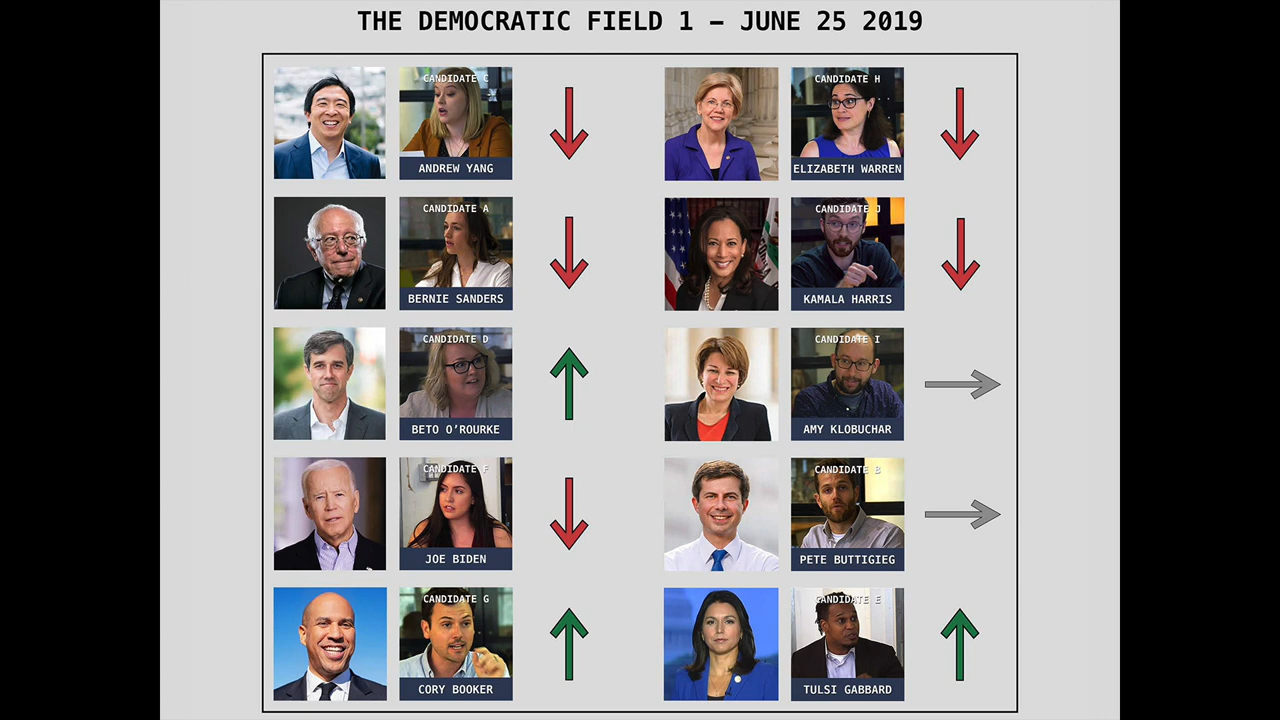 THE DEMOCRATIC FIELD 1 – JUNE 25 2019
CANDIDATE C
ANDREW YANG
CANDIDATE H
ELIZABETH WARREN
CANDIDATE A
BERNIE SANDERS
CANDIDATE J
KAMALA HARRIS
CANDIDATE D
BETO O’ROURKE
CANDIDATE I
AMY KLOBUCHAR
CANDIDATE F
JOE BIDEN
CANDIDATE B
PETE BUTTIGIEG
CANDIDATE G
CORY BOOKER
CANDIDATE E
TULSI GABBARD